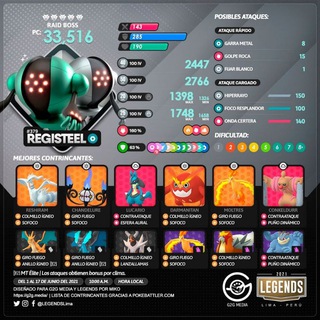 RAID BOSS
PC: 33,516
143
285
190
#379
REGISTEEL
100 IV
2447
100 IV
2766
20
100 IV
1398
100 IV
1748
POSIBLES ATAQUES:
ATAQUE RÁPIDO
GARRA METAL 8
GOLPE ROCA 15
FIJAR BLANCO 1
ATAQUE CARGADO
HIPERRAYO 150
FOCO RESPLANDOR 100
ONDA CERTERA 140
DIFICULTAD:
1 2 3 4 5 6+
MEJORES CONTRINCANTES:
RESHIRAM
COLMILLO ÍGNEO
SOFOCO
CHANDELURE
GIRO FUEGO
SOFOCO
LUCARIO
CONTRAATAQUE
ESFERA AURAL
DARMANITAN
COLMILLO ÍGNEO
SOFOCO
MOLTRES
GIRO FUEGO
SOFOCO
CONKELDURR
CONTRAATAQUE
PUÑO DINÁMICO
GIRO FUEGO
ANILLO ÍGNEO
GIRO FUEGO
ANILLO ÍGNEO
COLMILLO ÍGNEO
LANZALLAMAS
COLMILLO ÍGNEO
SOFOCO
GIRO FUEGO
SOFOCO
CONTRAATAQUE
PUÑO DINÁMICO
MT Élite | Los ataques obtienen bonus por clima.
DEL 1 AL 17 DE JUNIO DEL 2021 | 10:00 A.M. HORA LOCAL
DISEÑADO PARA G2G MEDIA Y LEGENDS POR MIKO
https://g2g.media/ | LISTA DE CONTRINCANTES GRACIAS A POKEBATTLER.COM
@LEGENDSLima
G2G MEDIA
2021
LEGENDS
LIMA - PERÚ